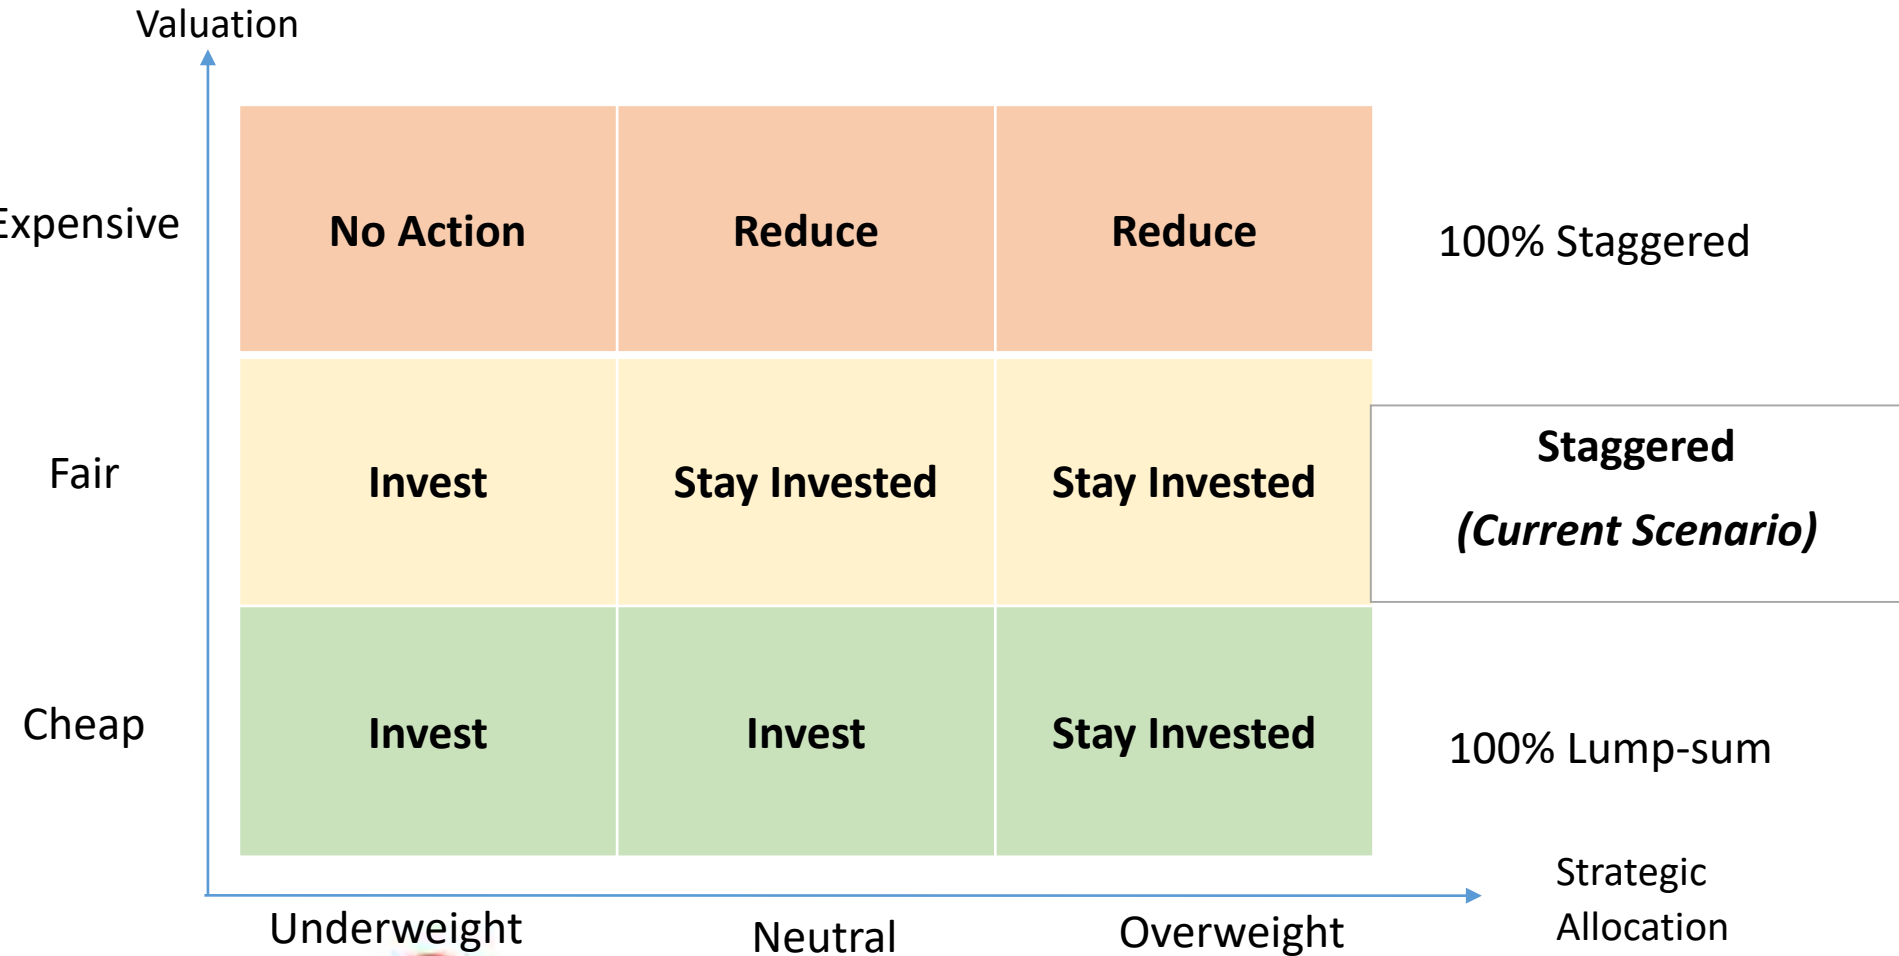 Valuation
Expensive
No Action
Reduce
Reduce
100% Staggered
Fair
Invest
Stay Invested
Stay Invested
Staggered
(Current Scenario)
Cheap
Invest
Invest
Stay Invested
100% Lump-sum
Strategic
Allocation
Underweight
Neutral
Overweight